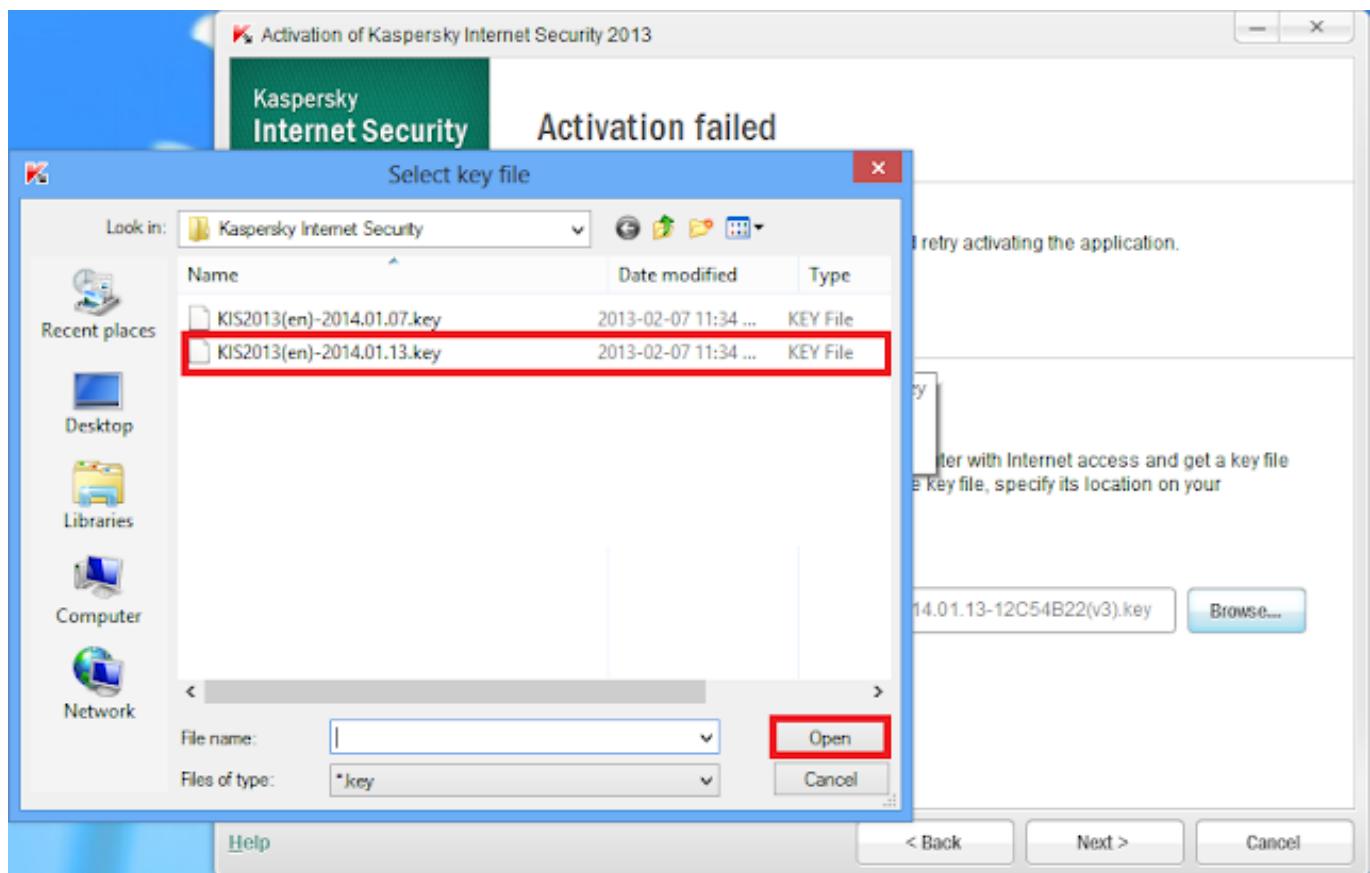 Activation of Kaspersky Internet Security 2013
Kaspersky
Internet Security
Activation failed
Select key file
Look in:
Kaspersky Internet Security
Name
Date modified
Type
KIS2013(en)-2014.01.07.key
2013-02-07 11:34 ...
KEY File
KIS2013(en)-2014.01.13.key
2013-02-07 11:34 ...
KEY File
Recent places
Desktop
Libraries
Computer
Network
File name:
Open
Files of type:
*.key
Cancel
retry activating the application.
ter with Internet access and get a key file
e key file, specify its location on your
14.01.13-12C54B22(v3).key
Browse...
Help
< Back
Next >
Cancel